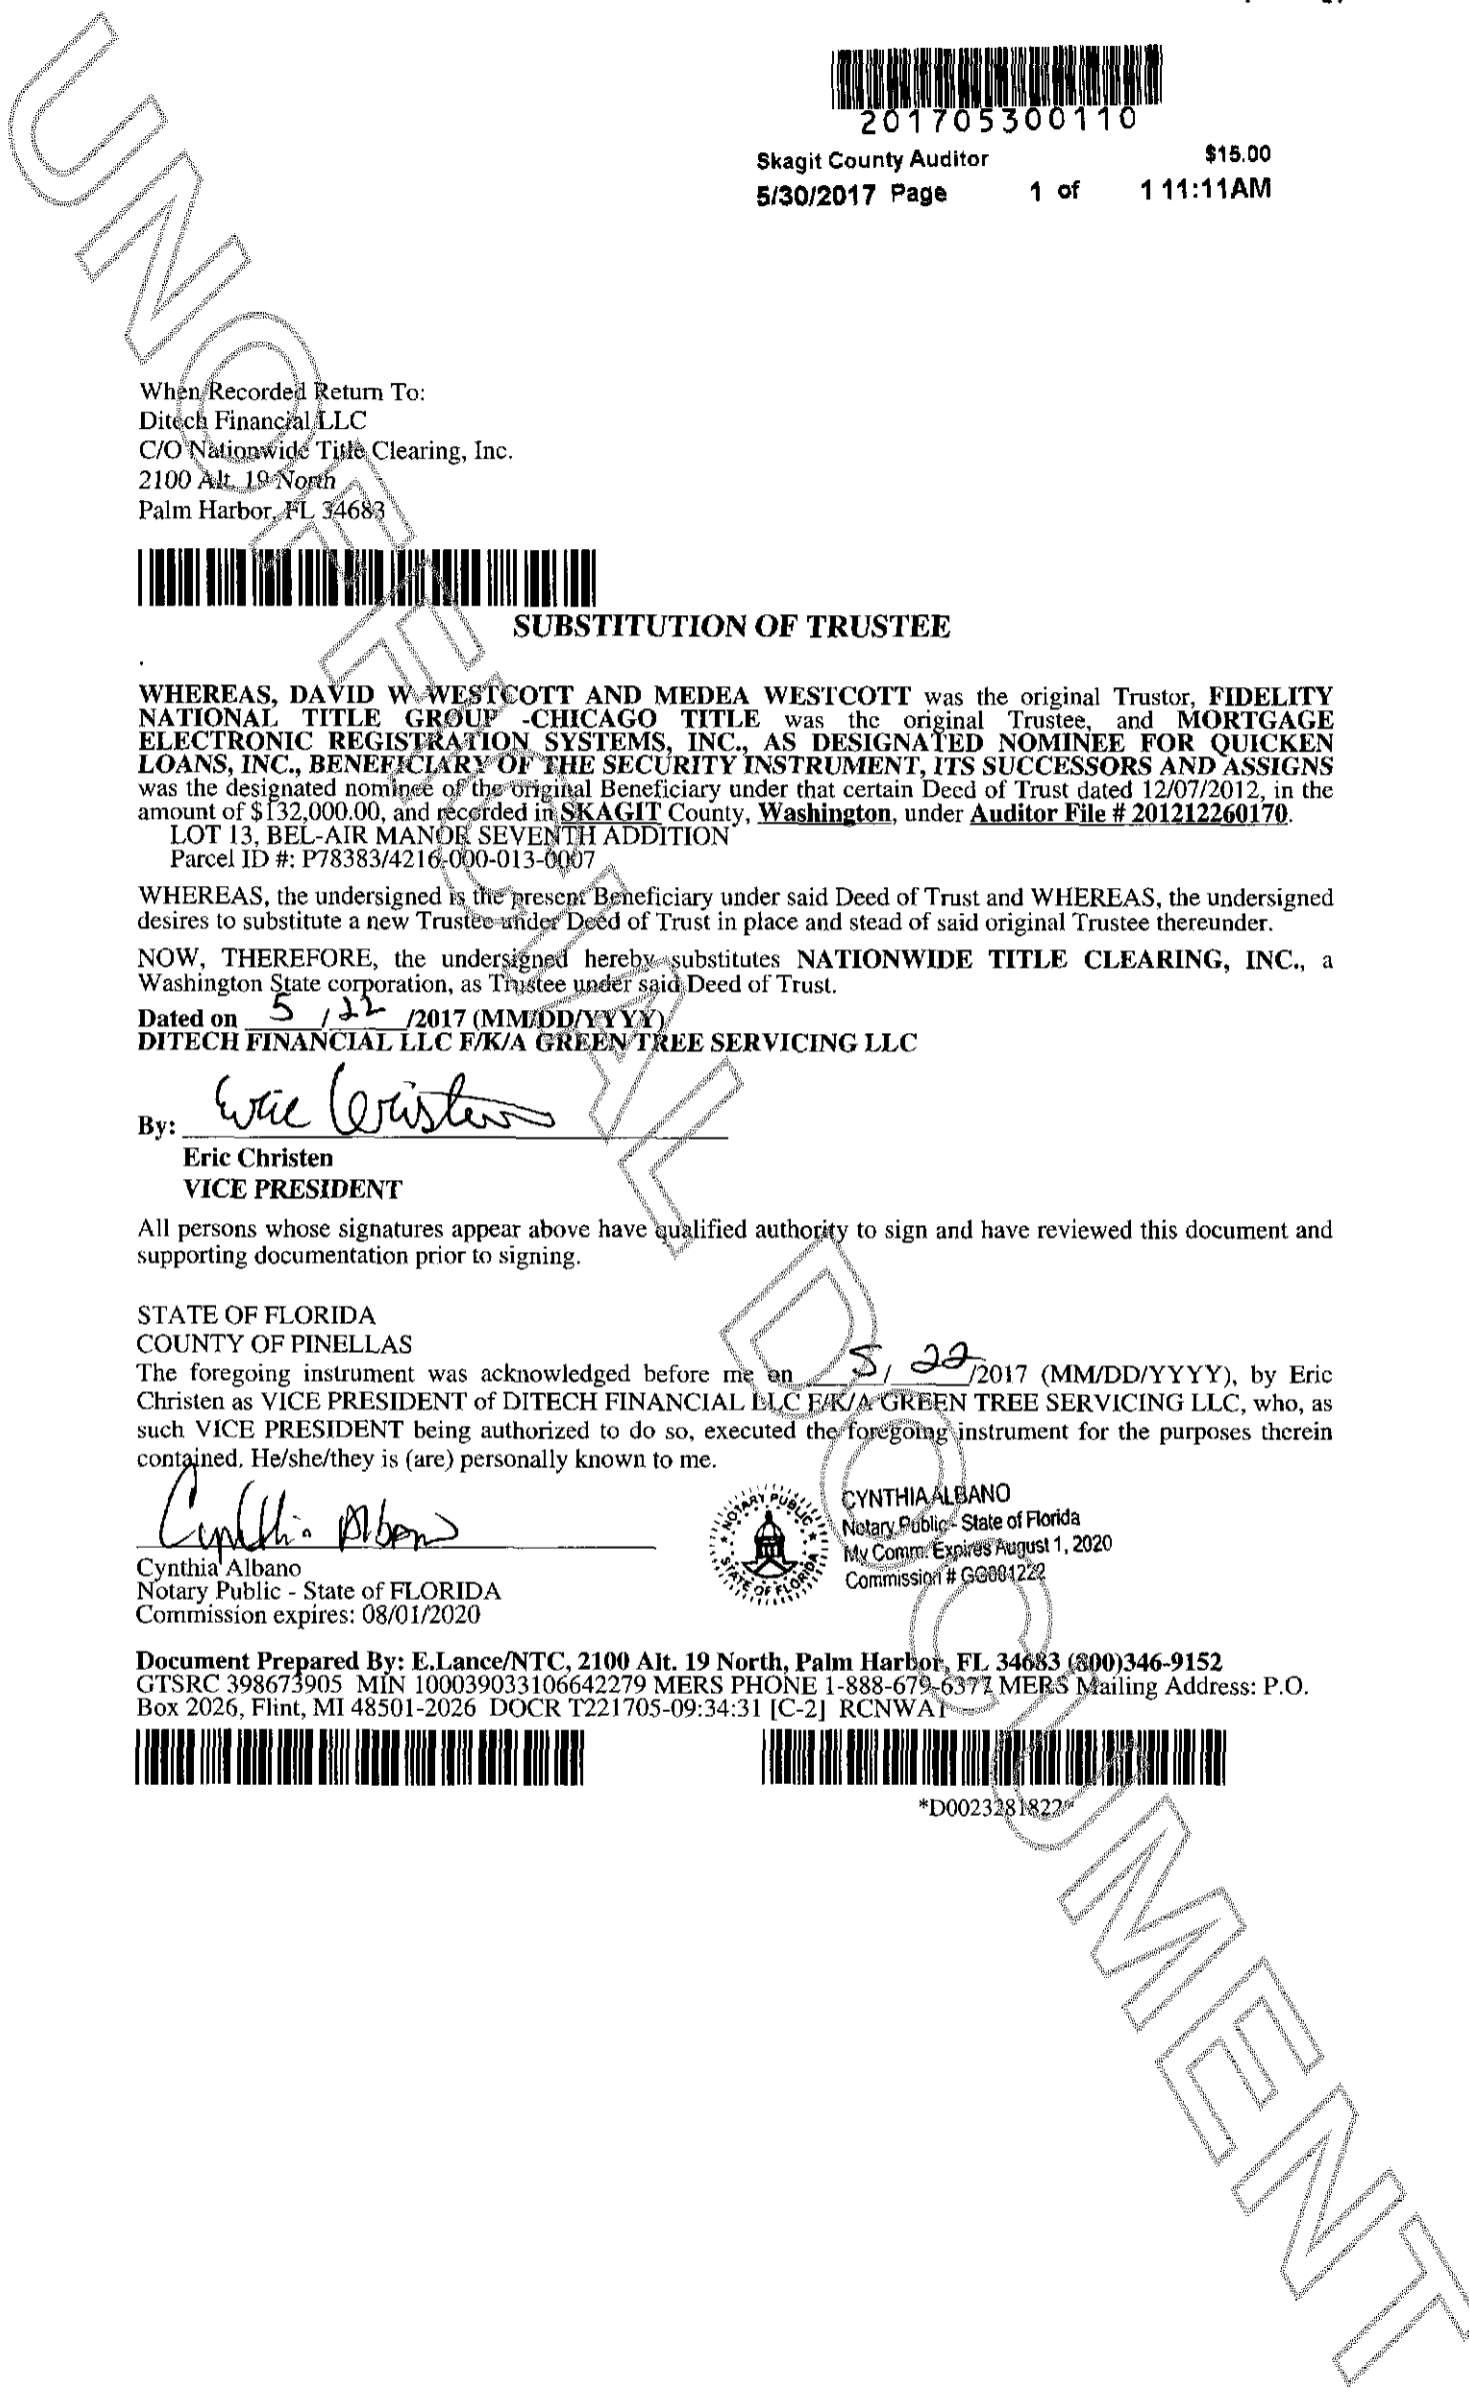 201705300110
Skagit County Auditor $15.00
5/30/2017 Page 1 of 1 11:11AM
When Recorded Return To:
Ditech Financial LLC
C/O Nationwide Title Clearing, Inc.
2100 Alt. 19 North
Palm Harbor, FL 34683
SUBSTITUTION OF TRUSTEE
.
WHEREAS, DAVID W WESTCOTT AND MEDEA WESTCOTT was the original Trustor, FIDELITY
NATIONAL TITLE GROUP -CHICAGO TITLE was the original Trustee, and MORTGAGE
ELECTRONIC REGISTRATION SYSTEMS, INC., AS DESIGNATED NOMINEE FOR QUICKEN
LOANS, INC., BENEFICIARY OF THE SECURITY INSTRUMENT, ITS SUCCESSORS AND ASSIGNS
was the designated nominee of the original Beneficiary under that certain Deed of Trust dated 12/07/2012, in the
amount of $132,000.00, and recorded in SKAGIT County, Washington, under Auditor File # 201212260170.
LOT 13, BEL-AIR MANOR SEVENTH ADDITION
Parcel ID #: P78383/4216-000-013-0007
WHEREAS, the undersigned is the present Beneficiary under said Deed of Trust and WHEREAS, the undersigned
desires to substitute a new Trustee under Deed of Trust in place and stead of said original Trustee thereunder.
NOW, THEREFORE, the undersigned hereby substitutes NATIONWIDE TITLE CLEARING, INC., a
Washington State corporation, as Trustee under said Deed of Trust.
Dated on 5 / 22 /2017 (MM/DD/YYYY)
DITECH FINANCIAL LLC F/K/A GREEN TREE SERVICING LLC
By: Eric Christen
Eric Christen
VICE PRESIDENT
All persons whose signatures appear above have qualified authority to sign and have reviewed this document and
supporting documentation prior to signing.
STATE OF FLORIDA
COUNTY OF PINELLAS
The foregoing instrument was acknowledged before me on 5/ 22/2017 (MM/DD/YYYY), by Eric
Christen as VICE PRESIDENT of DITECH FINANCIAL LLC F/K/A GREEN TREE SERVICING LLC, who, as
such VICE PRESIDENT being authorized to do so, executed the foregoing instrument for the purposes therein
contained. He/she/they is (are) personally known to me.
Cynthia Albano
Cynthia Albano
Notary Public - State of FLORIDA
Commission expires: 08/01/2020
NOTARY PUBLIC
STATE OF FLORIDA
CYNTHIA ALBANO
Notary Public - State of Florida
My Comm. Expires August 1, 2020
Commission #
Document Prepared By: E.Lance/NTC, 2100 Alt. 19 North, Palm Harbor, FL 34683 (800)346-9152
GTSRC 398673905 MIN 100039033106642279 MERS PHONE 1-888-679-6377 MERS Mailing Address: P.O.
Box 2026, Flint, MI 48501-2026 DOCR T221705-09:34:31 [C-2] RCNWA1
*D0023281822*
UNOFFICIAL DOCUMENT